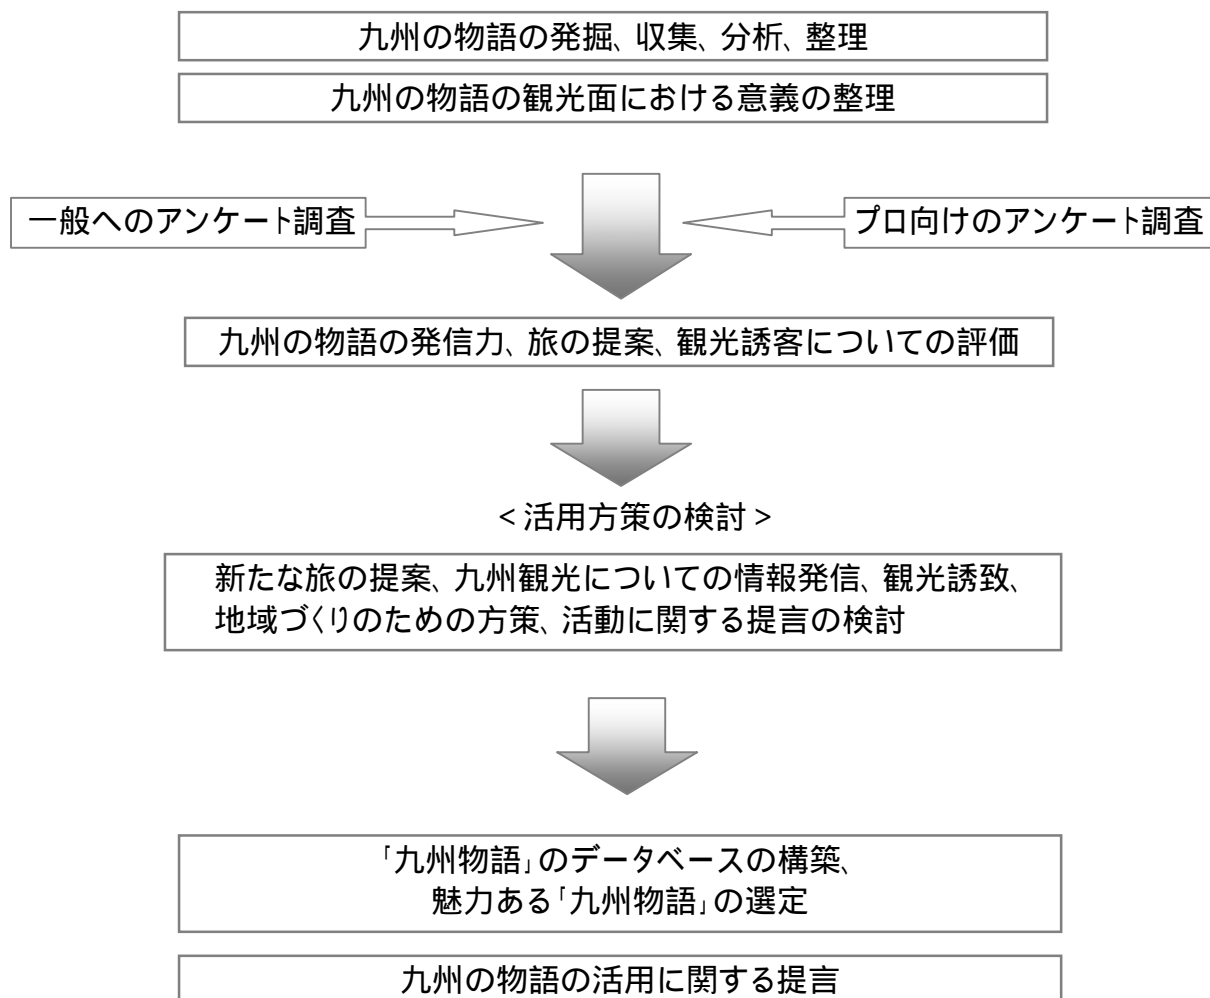 九州の物語の発掘、収集、分析、整理
九州の物語の観光面における意義の整理
一般へのアンケート調査
プロ向けのアンケート調査
九州の物語の発信力、旅の提案、観光誘客についての評価
<活用方策の検討>
新たな旅の提案、九州観光についての情報発信、観光誘致、
地域づくりのための方策、活動に関する提言の検討
「九州物語」のデータベースの構築、
魅力ある「九州物語」の選定
九州の物語の活用に関する提言